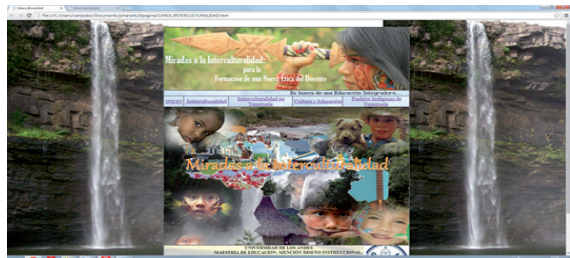 Interculturalidad
Miradas a la Interculturalidad:
para la
Formación de una Nueva Ética del Docente
En busca de una Educación Integradora...
INICIO Interculturalidad Interculturalidad en Venezuela Cultura y Educación Pueblos Indígenas de Venezuela
Miradas a la Interculturalidad
UNIVERSIDAD DE LOS ANDES
MAESTRIA DE EDUCACIÓN: MENCIÓN DISEÑO INSTRUCCIONAL